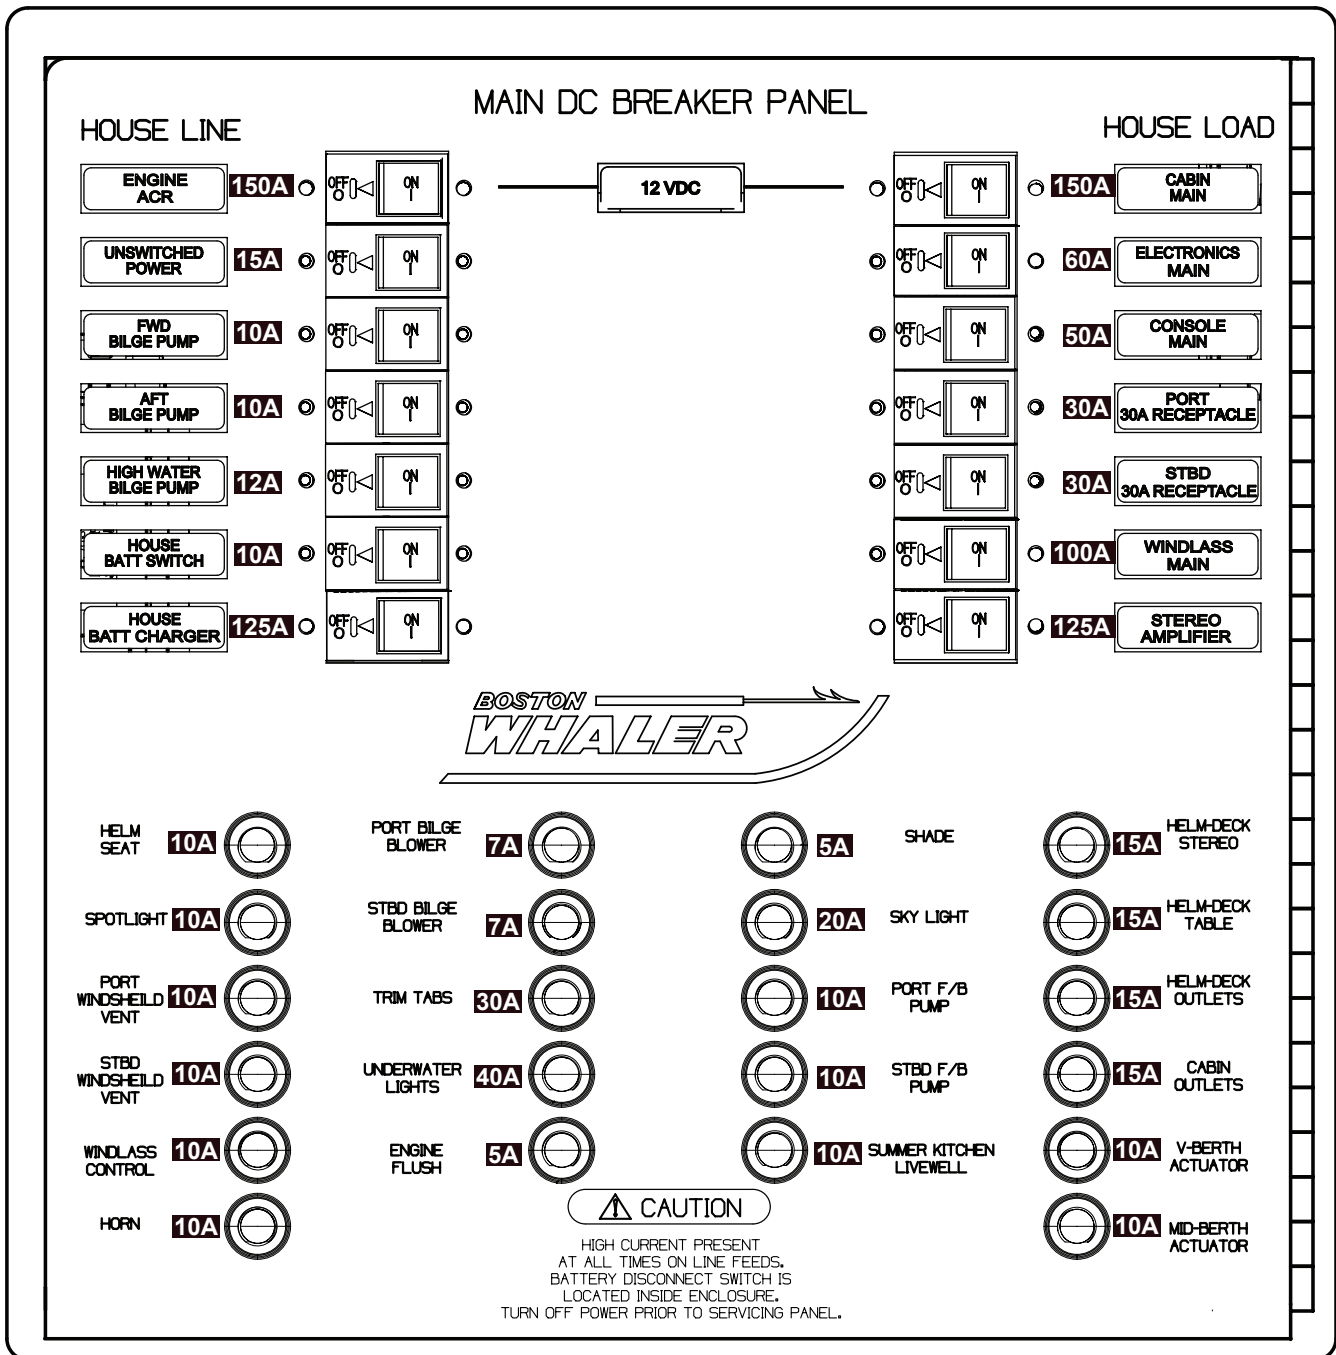 MAIN DC BREAKER PANEL
HOUSE LINE
HOUSE LOAD
ENGINE
ACR
150A
OFF
ON
12 VDC
OFF
ON
150A
CABIN
MAIN
UNSWITCHED
POWER
15A
OFF
ON
OFF
ON
60A
ELECTRONICS
MAIN
FWD
BILGE PUMP
10A
OFF
ON
OFF
ON
50A
CONSOLE
MAIN
AFT
BILGE PUMP
10A
OFF
ON
OFF
ON
30A
PORT
30A RECEPTACLE
HIGH WATER
BILGE PUMP
12A
OFF
ON
OFF
ON
30A
STBD
30A RECEPTACLE
HOUSE
BATT SWITCH
10A
OFF
ON
OFF
ON
100A
WINDLASS
MAIN
HOUSE
BATT CHARGER
125A
OFF
ON
OFF
ON
125A
STEREO
AMPLIFIER
BOSTON
WHALER
HELM
SEAT
10A
PORT BILGE
BLOWER
7A
5A
SHADE
15A
HELM-DECK
STEREO
SPOTLIGHT
10A
STBD BILGE
BLOWER
7A
20A
SKY LIGHT
15A
HELM-DECK
TABLE
PORT
WINDSHEILD
VENT
10A
TRIM TABS
30A
10A
PORT F/B
PUMP
15A
HELM-DECK
OUTLETS
STBD
WINDSHEILD
VENT
10A
UNDERWATER
LIGHTS
40A
10A
STBD F/B
PUMP
15A
CABIN
OUTLETS
WINDLASS
CONTROL
10A
ENGINE
FLUSH
5A
10A
SUMMER KITCHEN
LIVEWELL
10A
V-BERTH
ACTUATOR
HORN
10A
10A
MID-BERTH
ACTUATOR
CAUTION
HIGH CURRENT PRESENT
AT ALL TIMES ON LINE FEEDS.
BATTERY DISCONNECT SWITCH IS
LOCATED INSIDE ENCLOSURE.
TURN OFF POWER PRIOR TO SERVICING PANEL.